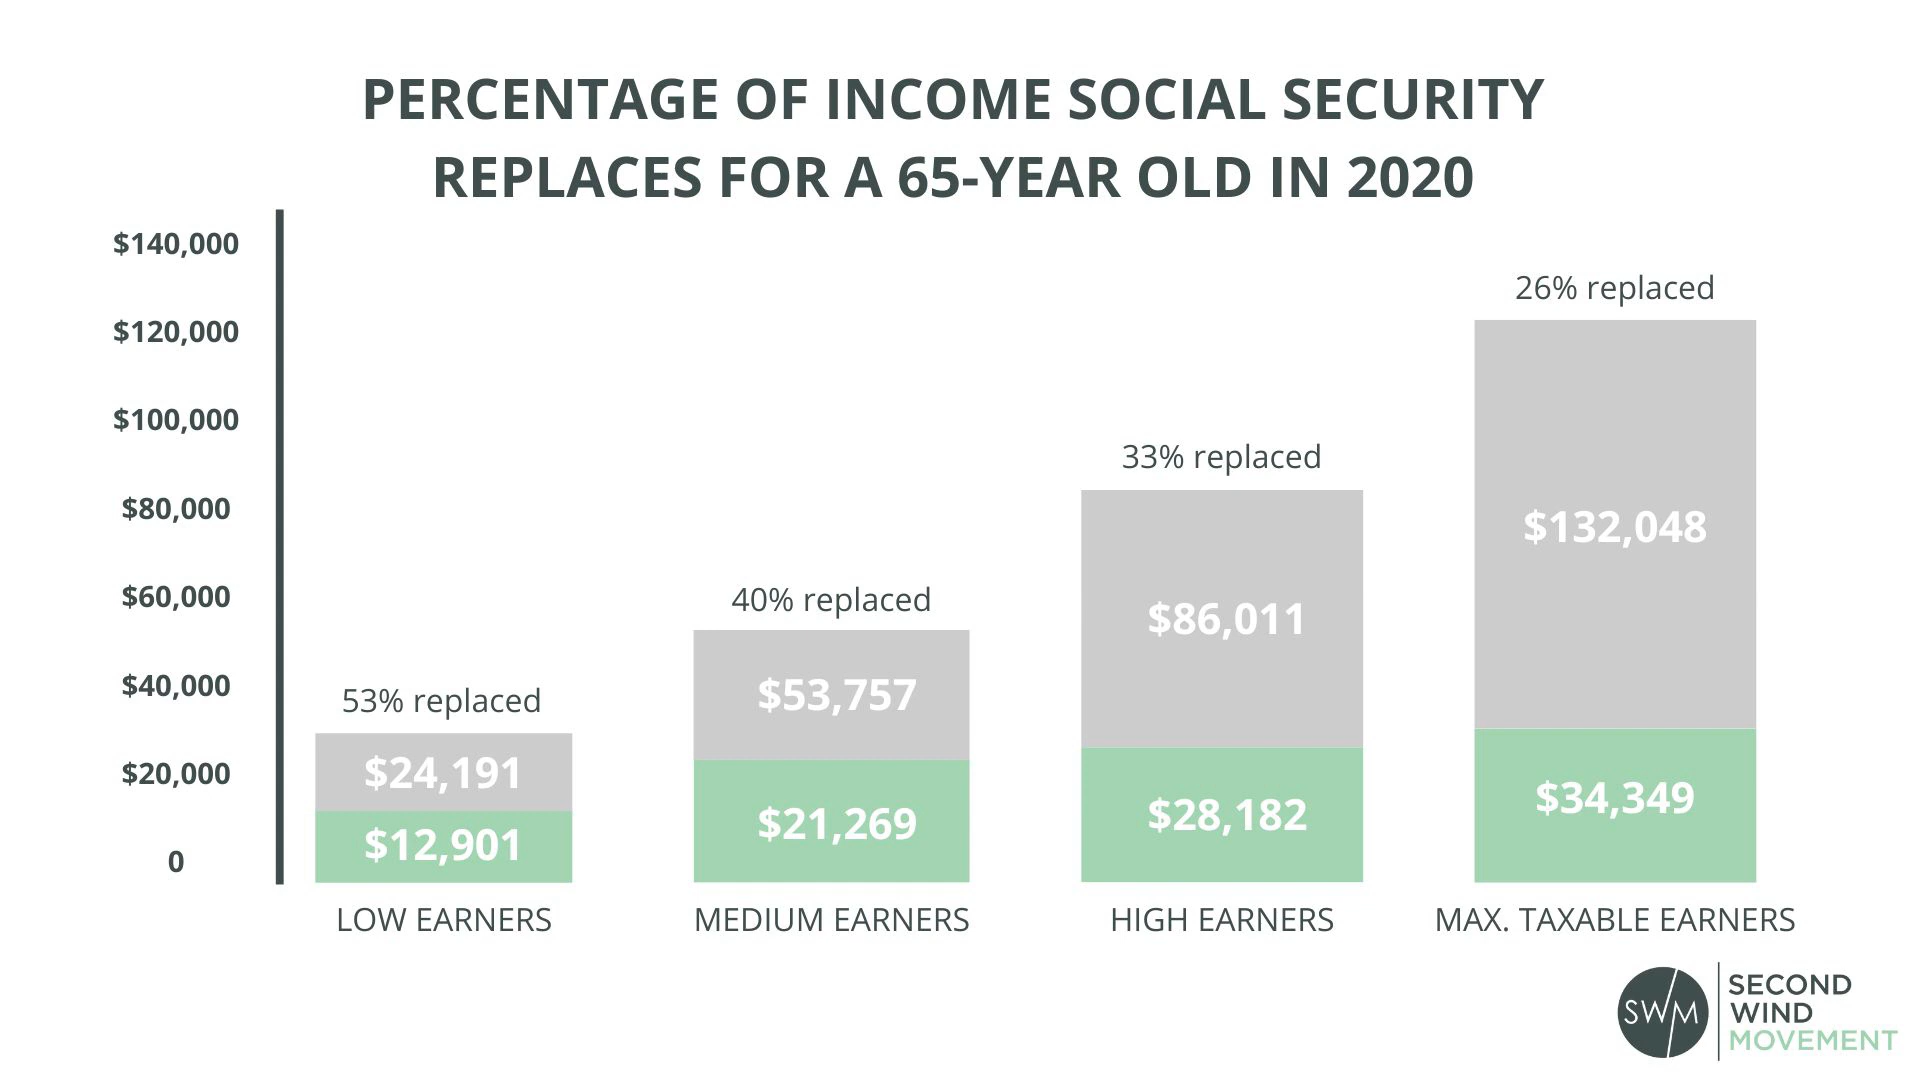 PERCENTAGE OF INCOME SOCIAL SECURITY
REPLACES FOR A 65-YEAR OLD IN 2020
$140,000
$120,000
$100,000
$80,000
$60,000
$40,000
$20,000
0
53% replaced
$24,191
$12,901
LOW EARNERS
40% replaced
$53,757
$21,269
MEDIUM EARNERS
33% replaced
$86,011
$28,182
HIGH EARNERS
26% replaced
$132,048
$34,349
MAX. TAXABLE EARNERS
SWM
SECOND
WIND
MOVEMENT